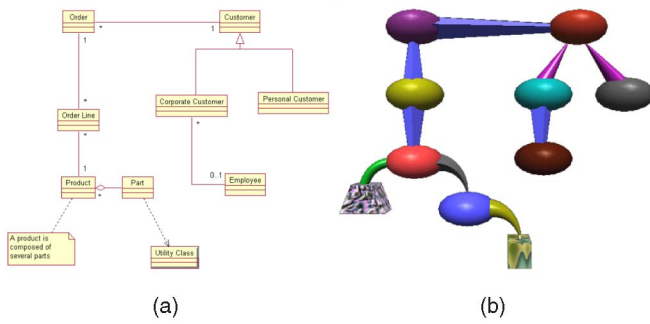 Order
*
1
Customer
1
*
Order Line
*
1
Corporate Customer
Personal Customer
*
0..1
Employee
Product
*
Part
A product is
composed of
several parts
Utility Class
(a)
(b)